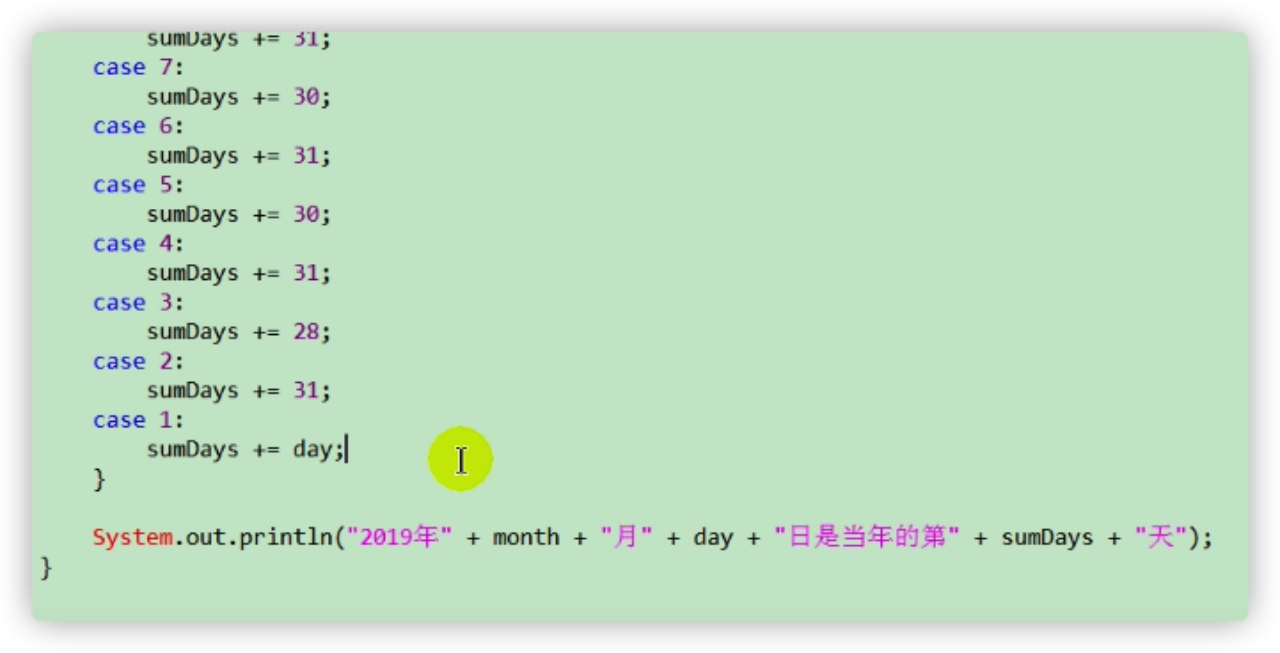 sumDays += 31;
case 7:
sumDays += 30;
case 6:
sumDays += 31;
case 5:
sumDays += 30;
case 4:
sumDays += 31;
case 3:
sumDays += 28;
case 2:
sumDays += 31;
case 1:
sumDays += day;
}
System.out.println("2019年" + month + "月" + day + "日是当年的第" + sumDays + "天");
}